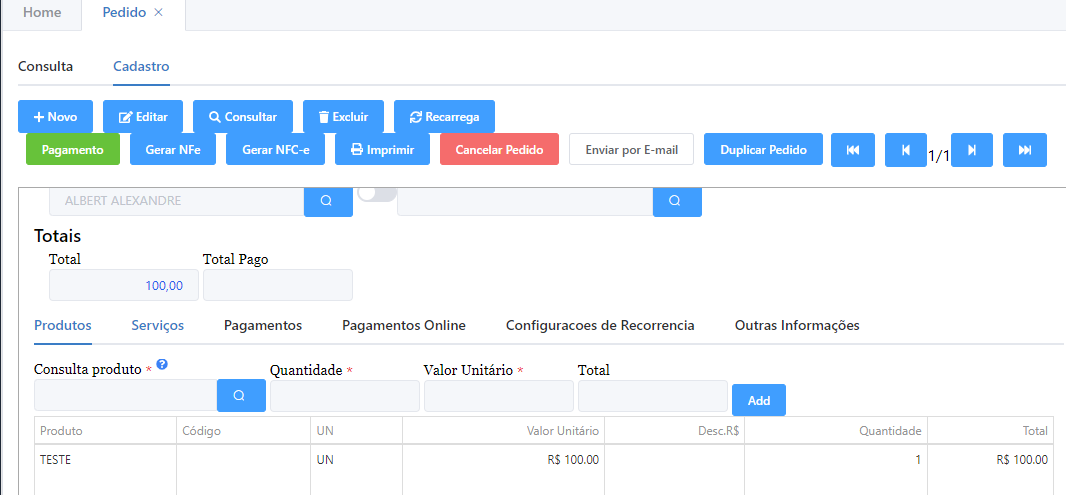 Home Pedido
Consulta Cadastro
Novo Editar Consultar Excluir Recarrega
Pagamento Gerar NFe Gerar NFC-e Imprimir Cancelar Pedido Enviar por E-mail Duplicar Pedido 1/1
ALBERT ALEXANDRE
Totais
Total Total Pago
100,00
Produtos Serviços Pagamentos Pagamentos Online Configuracoes de Recorrencia Outras Informações
Consulta produto * ? Quantidade * Valor Unitário * Total
Add
Produto Código UN Valor Unitário Desc.R$ Quantidade Total
TESTE UN R$ 100.00 1 R$ 100.00